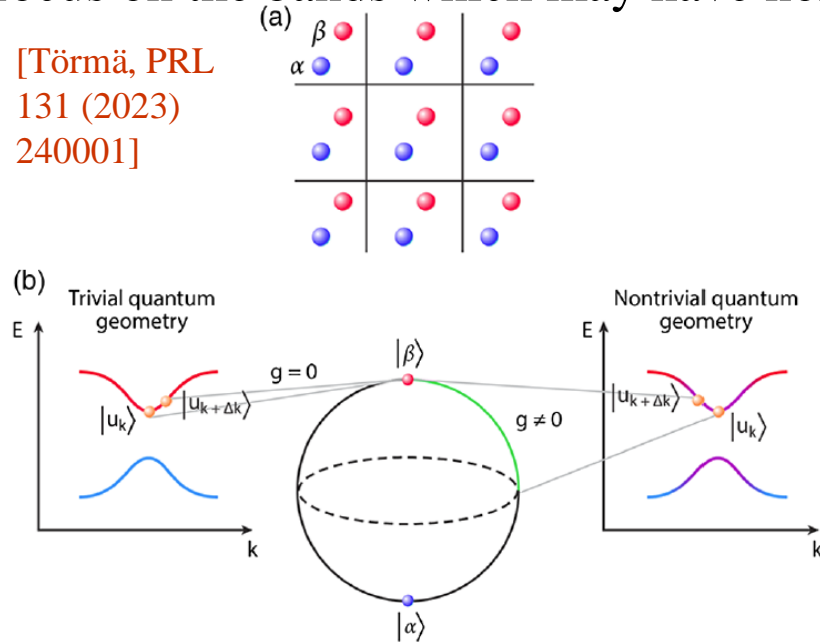 (a)
[Törmä, PRL
131 (2023)
240001]
β
α
(b)
Trivial quantum
geometry
E
|u_k⟩
|u_{k+Δk}⟩
k
g = 0
|β⟩
g ≠ 0
|α⟩
Nontrivial quantum
geometry
E
|u_{k+Δk}⟩
|u_k⟩
k